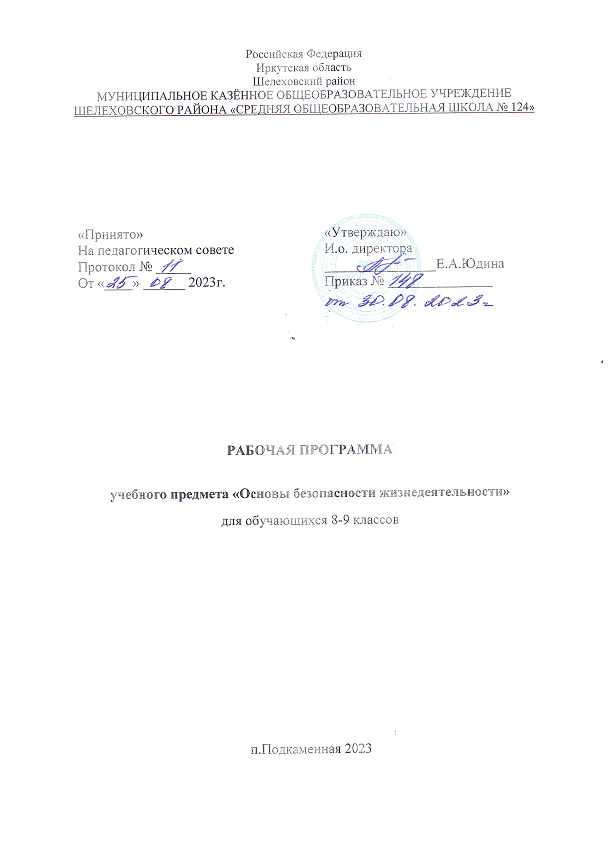 Российская Федерация
Иркутская область
Шелеховский район
МУНИЦИПАЛЬНОЕ КАЗЁННОЕ ОБЩЕОБРАЗОВАТЕЛЬНОЕ УЧРЕЖДЕНИЕ
ШЕЛЕХОВСКОГО РАЙОНА «СРЕДНЯЯ ОБЩЕОБРАЗОВАТЕЛЬНАЯ ШКОЛА № 124»
«Принято»
На педагогическом совете
Протокол № 11
От «25» 08 2023г.
«Утверждаю»
И.о. директора
Е.А.Юдина
Приказ № 148
от 30.08.2023г
РАБОЧАЯ ПРОГРАММА
учебного предмета «Основы безопасности жизнедеятельности»
для обучающихся 8-9 классов
п.Подкаменная 2023